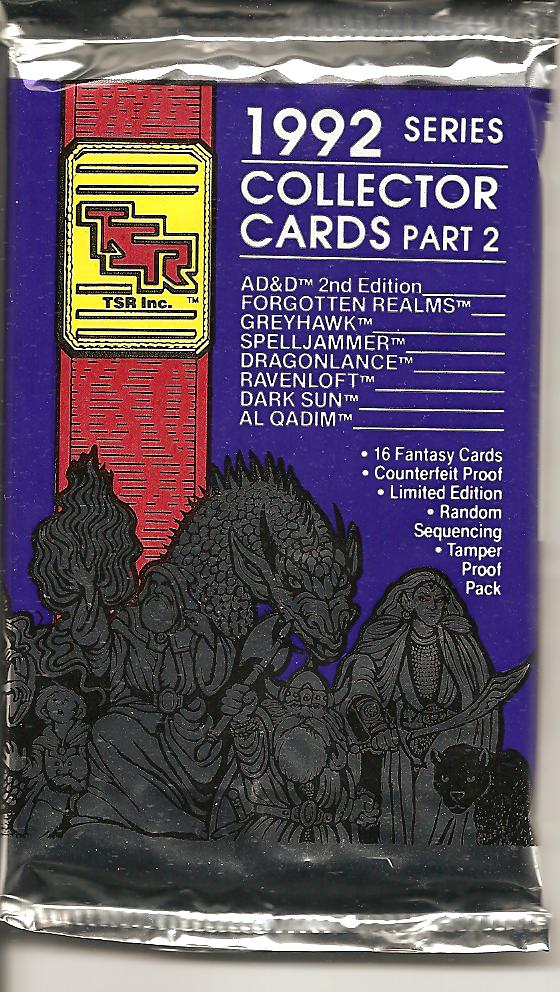 1992 SERIES
COLLECTOR
CARDS PART 2
TSR
TSR Inc. ™
AD&D™ 2nd Edition
FORGOTTEN REALMS™
GREYHAWK™
SPELLJAMMER™
DRAGONLANCE™
RAVENLOFT™
DARK SUN™
AL QADIM™
• 16 Fantasy Cards
• Counterfeit Proof
• Limited Edition
• Random
Sequencing
• Tamper
Proof
Pack